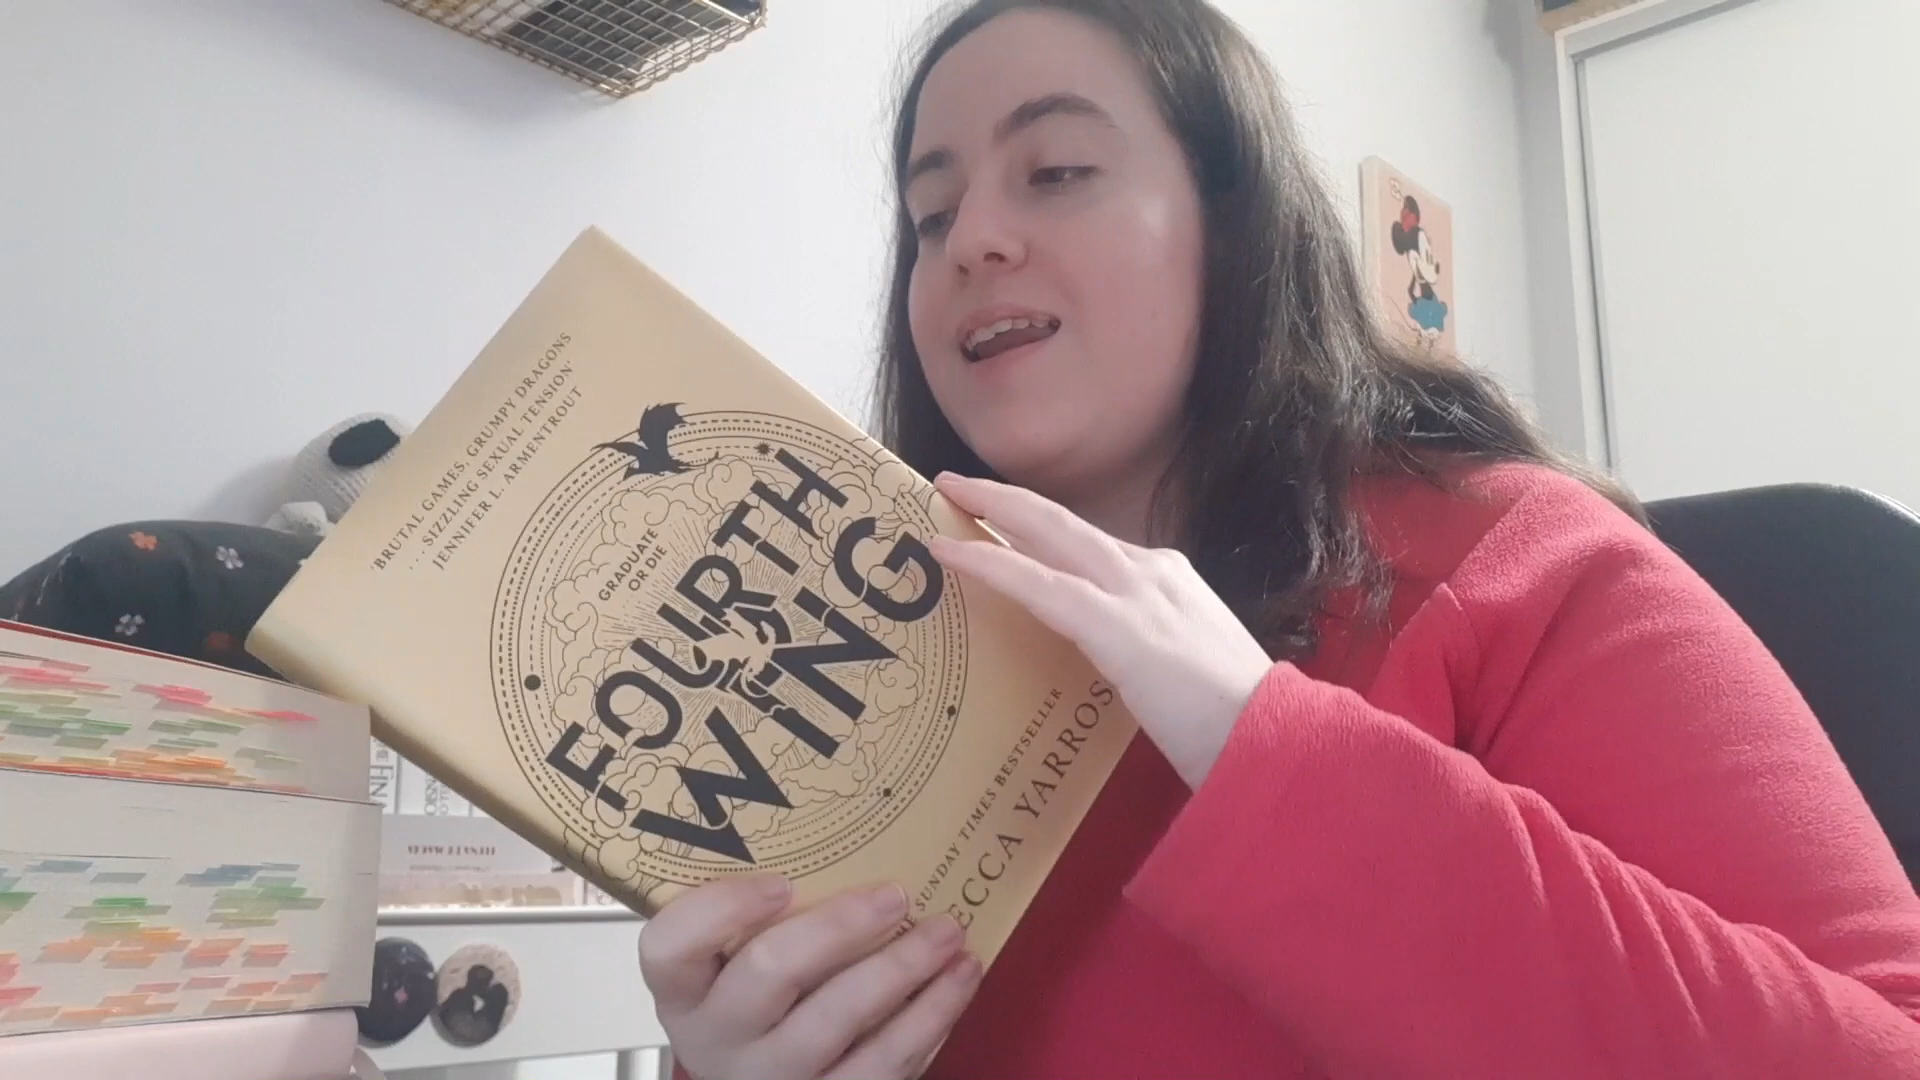 'BRUTAL GAMES. GRUMPY DRAGONS
... SIZZLING SEXUAL TENSION'
JENNIFER L. ARMENTROUT
GRADUATE
OR DIE
FOURTH
WING
SUNDAY TIMES BESTSELLER
ECCA YARROS